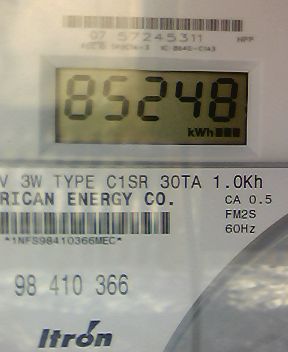 07 57245311
85248
kWh
V 3W TYPE C1SR 30TA 1.0Kh
RICAN ENERGY CO.
CA 0.5
FM2S
60Hz
*1NFS98410366MEC*
98 410 366
Itrón